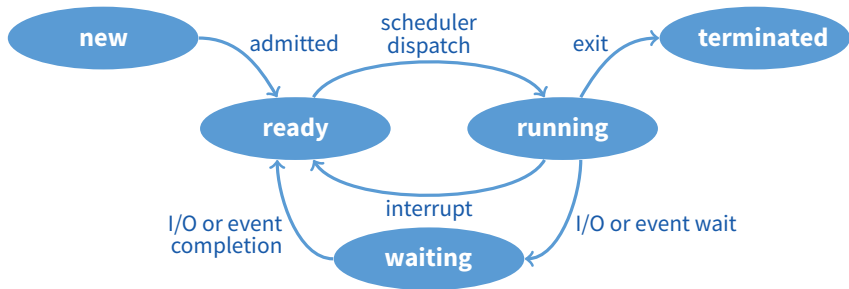 new
admitted
scheduler
dispatch
exit
terminated
ready
running
interrupt
I/O or event
completion
waiting
I/O or event wait